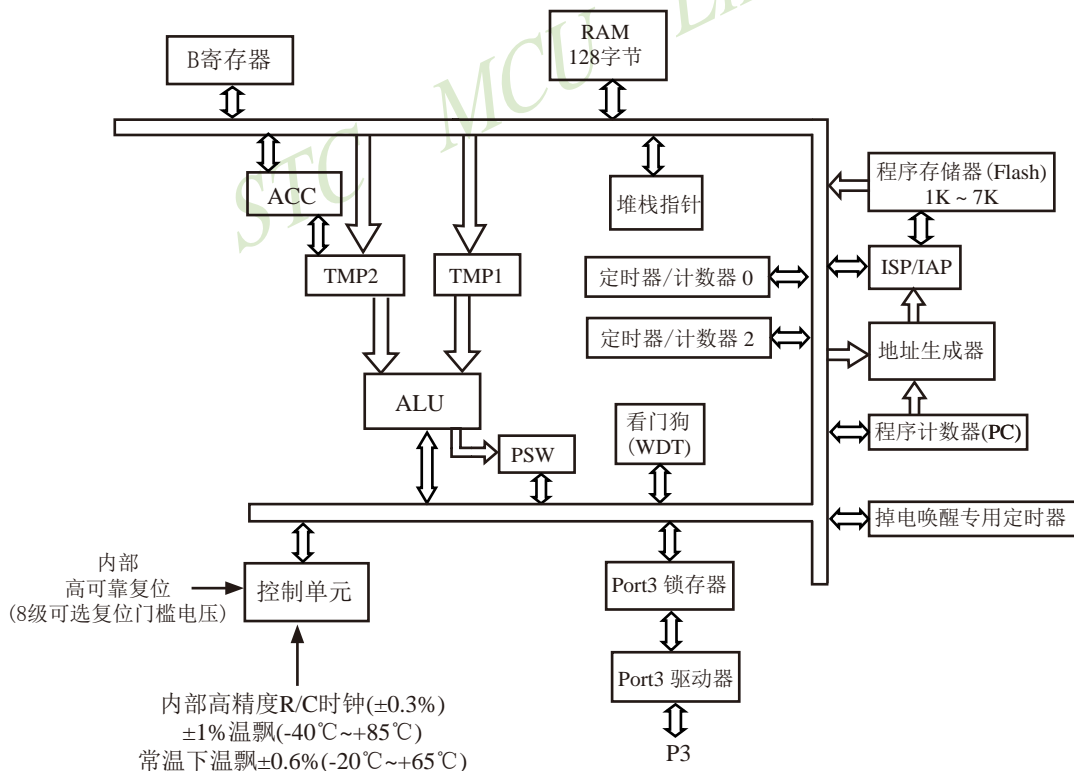 STC MCU
RAM
128字节
B寄存器
ACC
堆栈指针
程序存储器(Flash)
1K ~ 7K
TMP2
TMP1
定时器/计数器 0
ISP/IAP
定时器/计数器 2
地址生成器
ALU
看门狗
(WDT)
程序计数器(PC)
PSW
掉电唤醒专用定时器
内部
高可靠复位
(8级可选复位门槛电压)
控制单元
Port3 锁存器
Port3 驱动器
P3
内部高精度R/C时钟(±0.3%)
±1%温飘(-40℃~+85℃)
常温下温飘±0.6%(-20℃~+65℃)